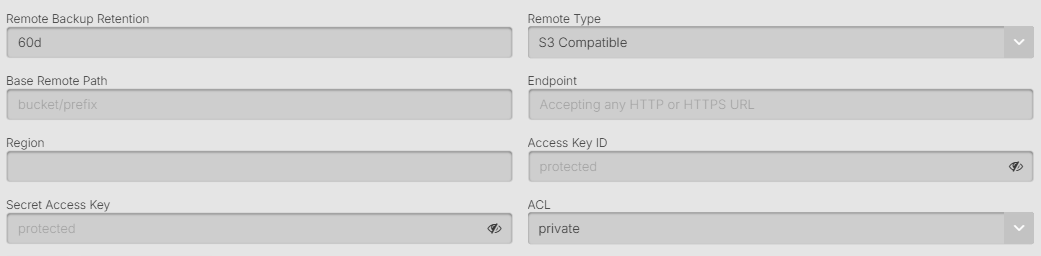 Remote Backup Retention
Remote Type
60d
S3 Compatible
Base Remote Path
Endpoint
bucket/prefix
Accepting any HTTP or HTTPS URL
Region
Access Key ID
protected
Secret Access Key
ACL
protected
private